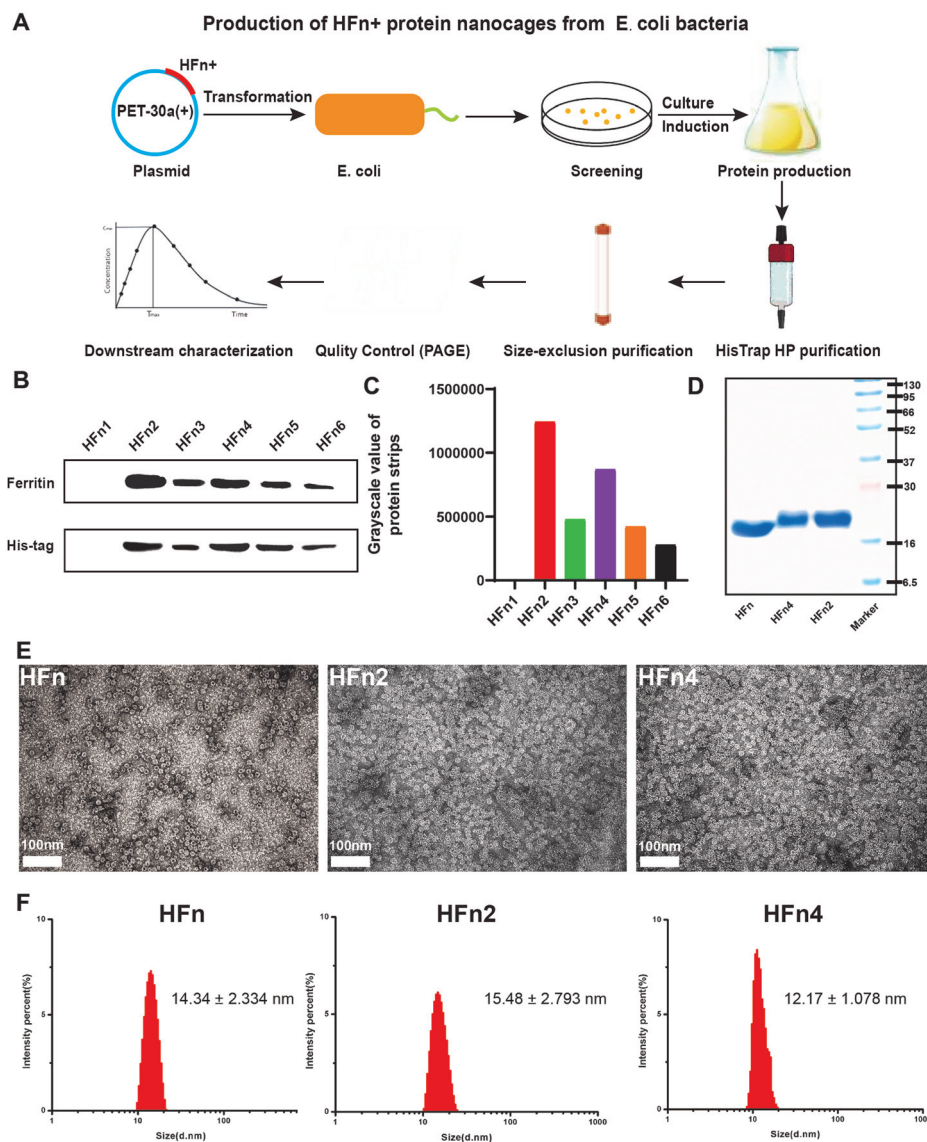 A
Production of HFn+ protein nanocages from E. coli bacteria
HFn+
PET-30a(+)
Transformation
Culture
Induction
Plasmid
E. coli
Screening
Protein production
Concentration
Tmax
Time
Downstream characterization
Qulity Control (PAGE)
Size-exclusion purification
HisTrap HP purification
B
HFn1 HFn2 HFn3 HFn4 HFn5 HFn6
Ferritin
His-tag
C
Grayscale value of
protein strips
1500000
1000000
500000
0
HFn1 HFn2 HFn3 HFn4 HFn5 HFn6
D
130
95
66
52
37
30
16
6.5
HFn HFn4 HFn2 Marker
E
HFn
100nm
HFn2
100nm
HFn4
100nm
F
HFn
Intensity percent(%)
10
5
0
14.34 ± 2.334 nm
1 10 100
Size(d.nm)
HFn2
Intensity percent(%)
10
5
0
15.48 ± 2.793 nm
1 10 100 1000
Size(d.nm)
HFn4
Intensity percent(%)
10
5
0
12.17 ± 1.078 nm
1 10 100 100
Size(d.nm)